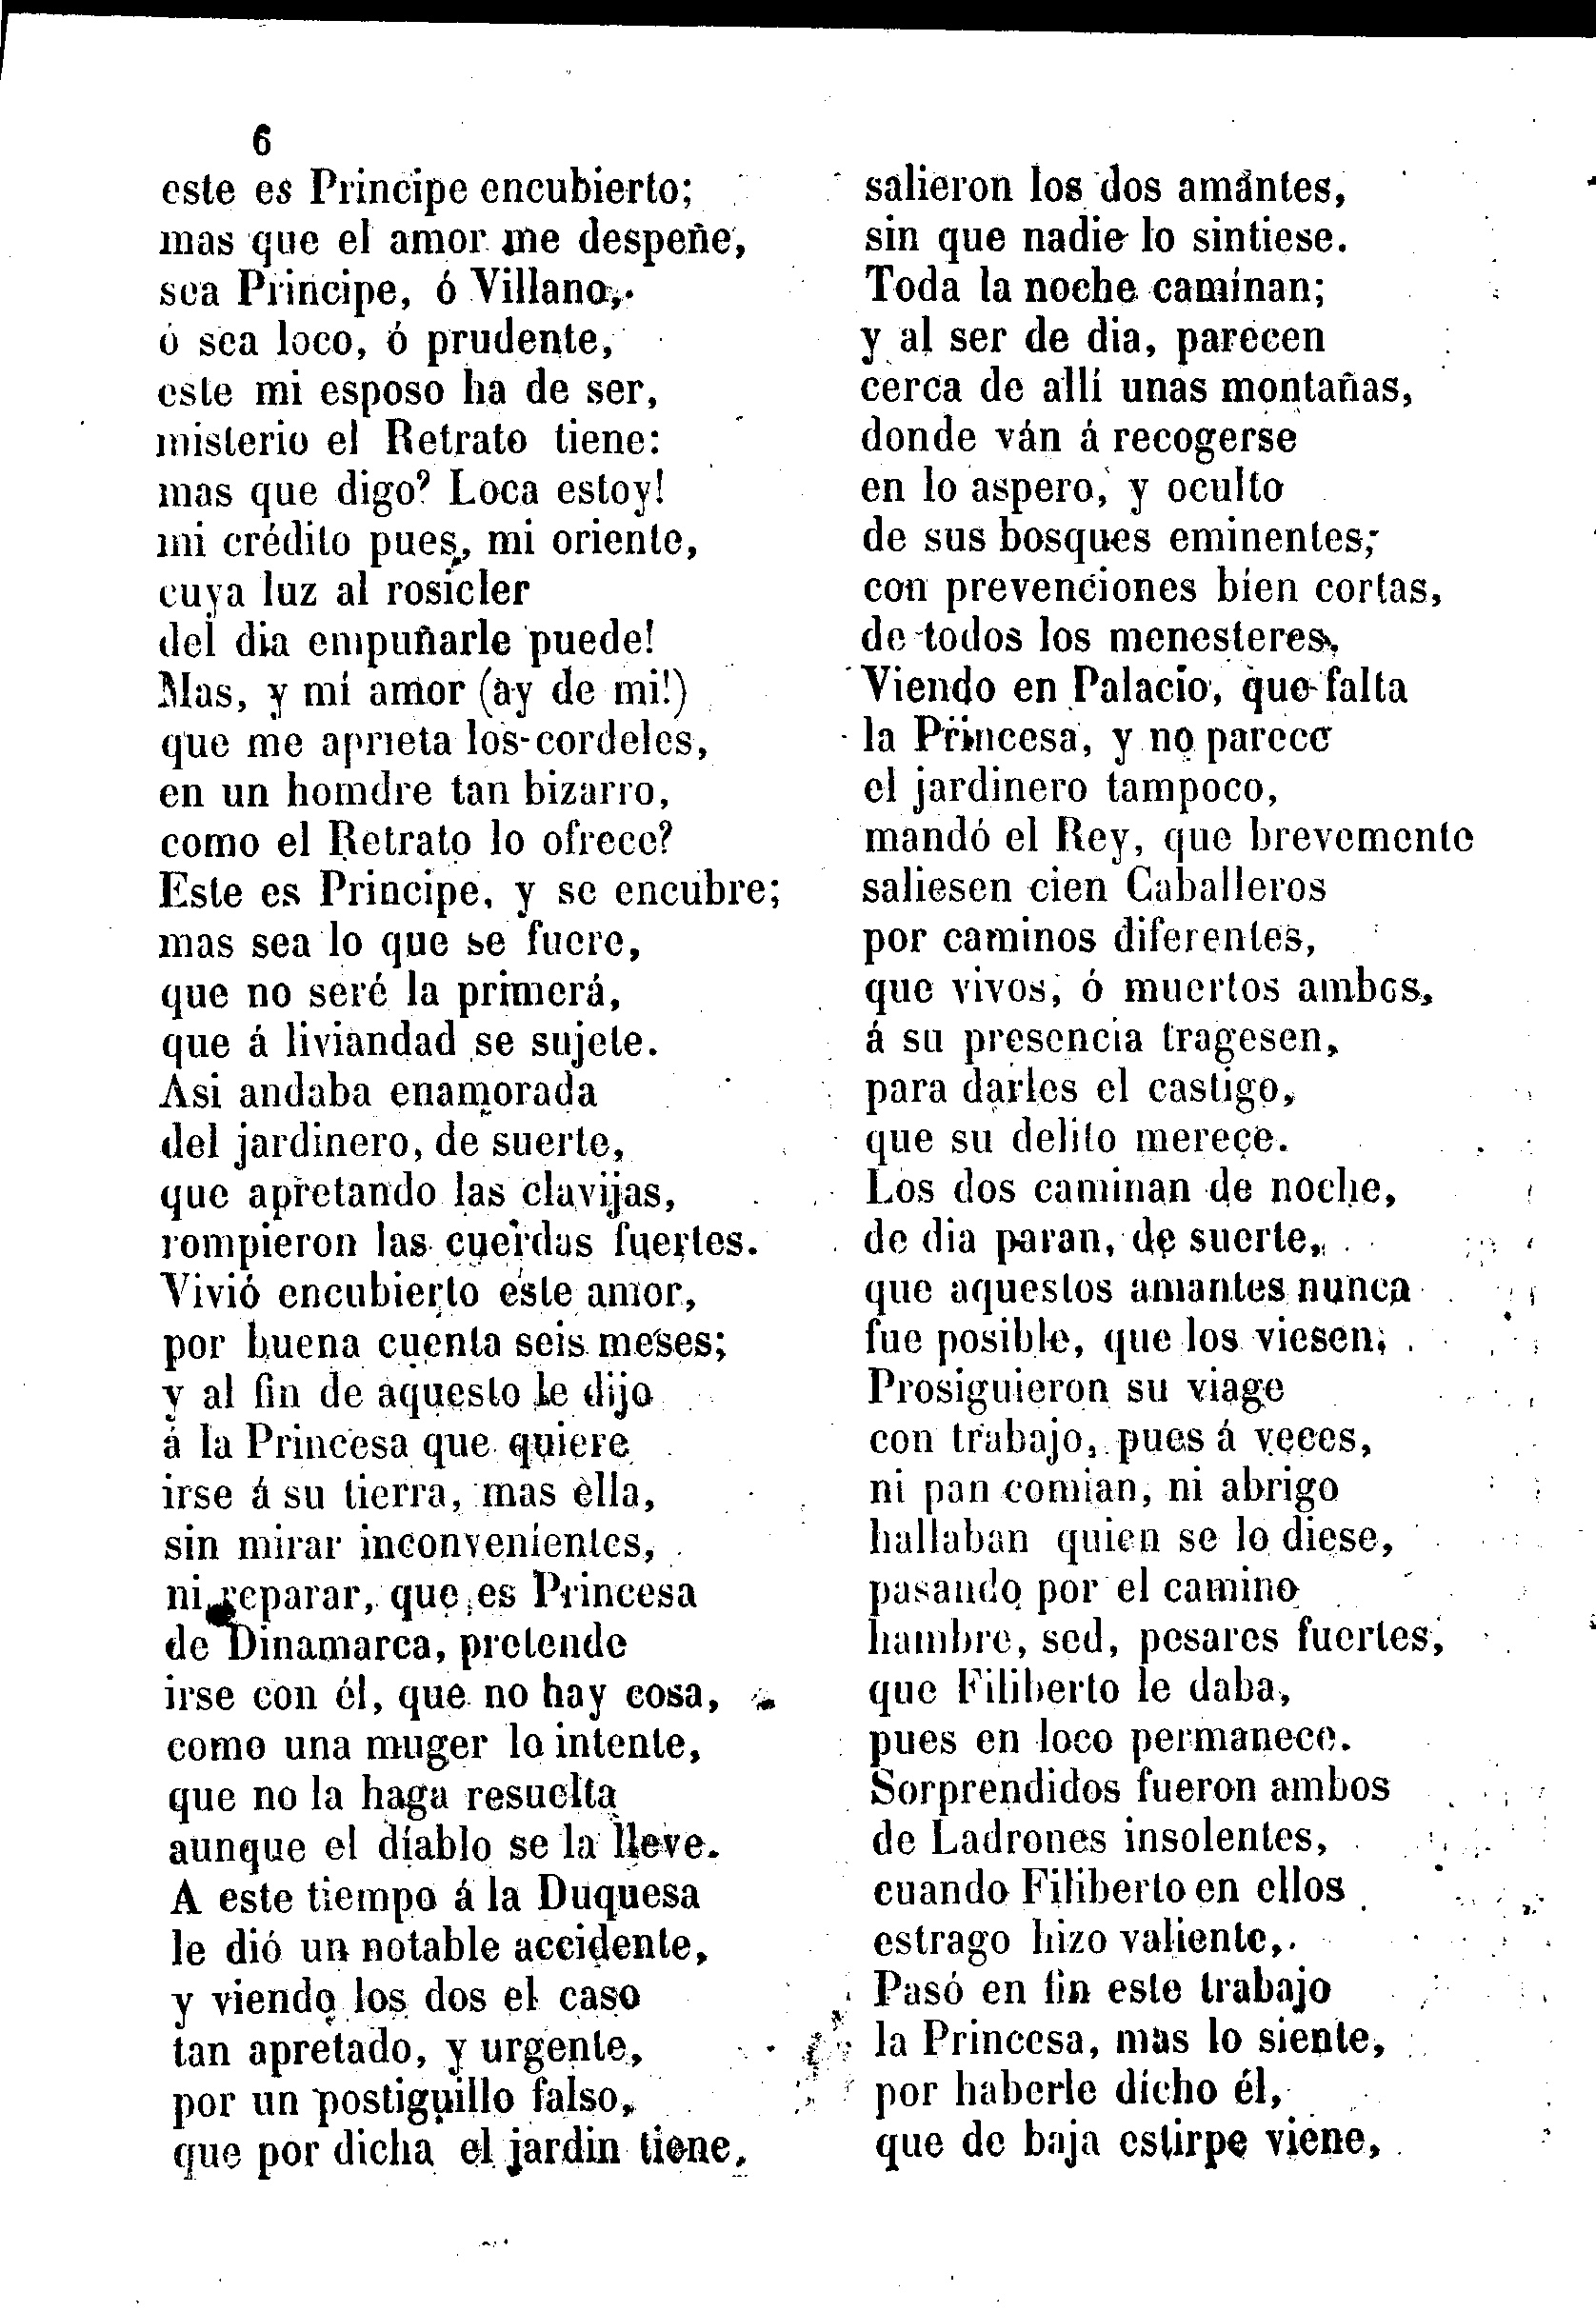 6
este es Principe encubierto;
mas que el amor me despeñe,
sea Principe, ó Villano,
ó sea loco, ó prudente,
este mi esposo ha de ser,
misterio el Retrato tiene:
mas que digo? Loca estoy!
mi crédito pues, mi oriente,
cuya luz al rosícler
del dia empuñarle puede!
Mas, y mí amor (ay de mi!)
que me aprieta los cordeles,
en un homdre tan bizarro,
como el Retrato lo ofrece?
Este es Principe, y se encubre;
mas sea lo que se fuere,
que no seré la primerá,
que á liviandad se sujete.
Asi andaba enamorada
del jardinero, de suerte,
que apretando las clavijas,
rompieron las cuerdas fuertes.
Vivió encubierto este amor,
por buena cuenta seis meses;
y al fin de aquesto le dijo
á la Princesa que quiere
irse á su tierra, mas ella,
sin mirar inconvenientes,
ni reparar, que es Princesa
de Dinamarca, pretende
irse con él, que no hay cosa,
como una muger lo intente,
que no la haga resuelta
aunque el díablo se la lleve.
A este tiempo á la Duquesa
le dió un notable accidente,
y viendo los dos el caso
tan apretado, y urgente,
por un postiguillo falso,
que por dicha el jardin tiene,
salieron los dos amántes,
sin que nadie lo sintiese.
Toda la noche camínan;
y al ser de dia, parecen
cerca de allí unas montañas,
donde ván á recogerse
en lo aspero, y oculto
de sus bosques eminentes;
con prevenciones bien cortas,
de todos los menesteres,
Viendo en Palacio, que falta
la Princesa, y no parece
el jardinero tampoco,
mandó el Rey, que brevemente
saliesen cien Caballeros
por caminos diferentes,
que vivos, ó muertos ambos,
á su presencia tragesen,
para darles el castigo,
que su delito merece.
Los dos caminan de noche,
de dia paran, de suerte,
que aquestos amantes nunca
fue posible, que los viesen;
Prosiguieron su viage
con trabajo, pues á veces,
ni pan comian, ni abrigo
hallaban quien se lo diese,
pasando por el camino
hambre, sed, pesares fuertes,
que Filiberto le daba,
pues en loco permanece.
Sorprendidos fueron ambos
de Ladrones insolentes,
cuando Filiberto en ellos
estrago hizo valiente,.
Pasó en fin este trabajo
la Princesa, mas lo siente,
por haberle dicho él,
que de baja estirpe viene,